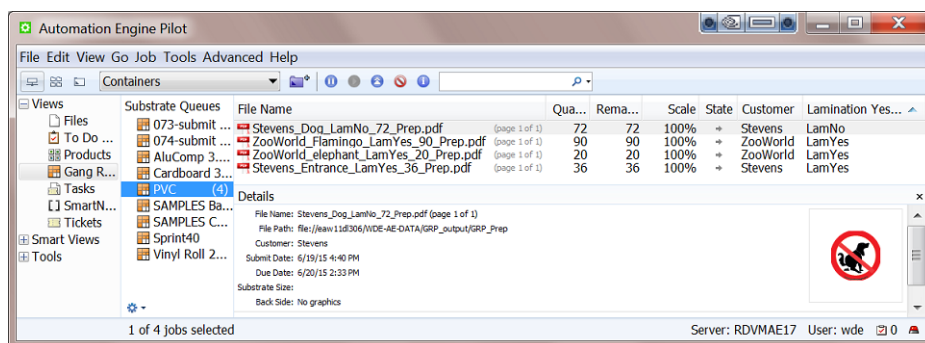 Automation Engine Pilot
File Edit View Go Job Tools Advanced Help
Containers
Views
Files
To Do ...
Products
Gang R...
Tasks
SmartN...
Tickets
Smart Views
Tools
Substrate Queues
073-submit ...
074-submit ...
AluComp 3....
Cardboard 3...
PVC (4)
SAMPLES Ba...
SAMPLES C...
Sprint40
Vinyl Roll 2...
File Name Qua... Rema... Scale State Customer Lamination Yes...
Stevens_Dog_LamNo_72_Prep.pdf (page 1 of 1) 72 72 100% Stevens LamNo
ZooWorld_Flamingo_LamYes_90_Prep.pdf (page 1 of 1) 90 90 100% ZooWorld LamYes
ZooWorld_elephant_LamYes_20_Prep.pdf (page 1 of 1) 20 20 100% ZooWorld LamYes
Stevens_Entrance_LamYes_36_Prep.pdf (page 1 of 1) 36 36 100% Stevens LamYes
Details
File Name: Stevens_Dog_LamNo_72_Prep.pdf (page 1 of 1)
File Path: file://eaw11dl306/WDE-AE-DATA/GRP_output/GRP_Prep
Customer: Stevens
Submit Date: 6/19/15 4:40 PM
Due Date: 6/20/15 2:33 PM
Substrate Size:
Back Side: No graphics
1 of 4 jobs selected
Server: RDVMAE17 User: wde 0